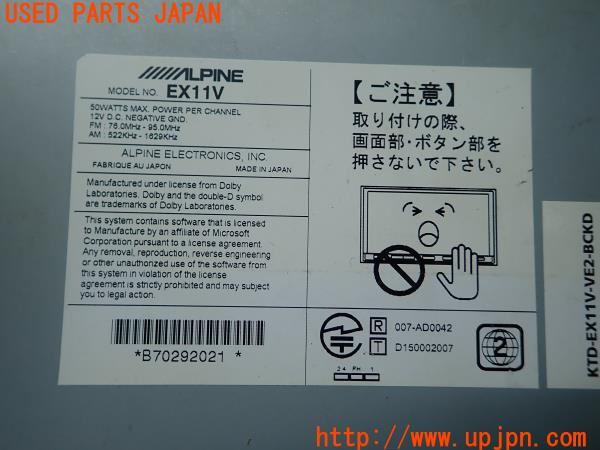 USED PARTS JAPAN
ALPINE
MODEL NO. EX11V
50WATTS MAX. POWER PER CHANNEL
12V D.C. NEGATIVE GND.
FM : 76.0MHz - 95.0MHz
AM : 522KHz - 1629KHz
ALPINE ELECTRONICS, INC.
FABRIQUE AU JAPON MADE IN JAPAN
Manufactured under license from Dolby
Laboratories. Dolby and the double-D symbol
are trademarks of Dolby Laboratories.
This system contains software that is licensed
to Manufacture by an affiliate of Microsoft
Corporation pursuant to a license agreement.
Any removal, reproduction, reverse engineering
or other unauthorized use of the software from
this system in violation of the license
agreement is strictly prohibited and may subject
you to legal action.
*B70292021 *
【ご注意】
取り付けの際、
画面部・ボタン部を
押さないで下さい。
R 007-AD0042
T D150002007
2.4 FH 1
2
KTD-EX11V-VE2-BCKD
http://www.upjpn.com/